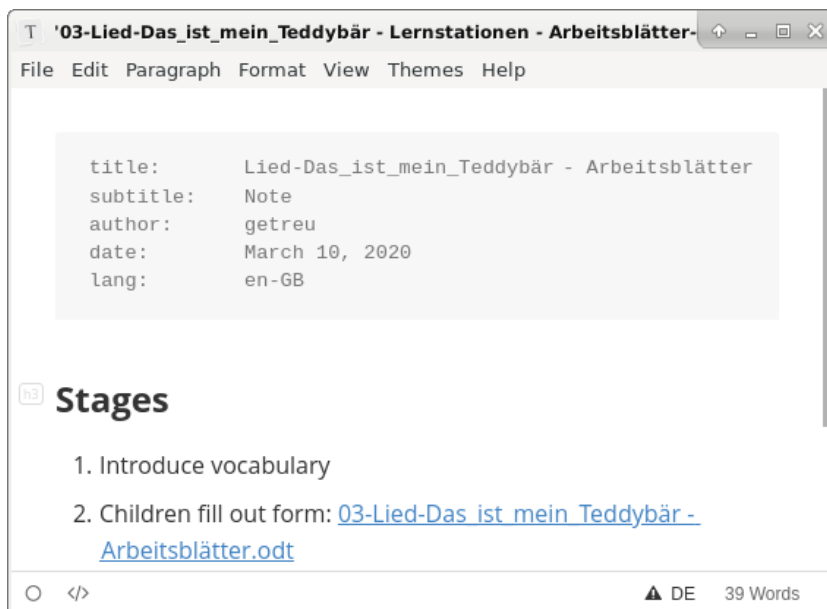 T '03-Lied-Das_ist_mein_Teddybär - Lernstationen - Arbeitsblätter-
File Edit Paragraph Format View Themes Help
title: Lied-Das_ist_mein_Teddybär - Arbeitsblätter
subtitle: Note
author: getreu
date: March 10, 2020
lang: en-GB
h3
Stages
1. Introduce vocabulary
2. Children fill out form: 03-Lied-Das_ist_mein_Teddybär -
Arbeitsblätter.odt
</> DE 39 Words